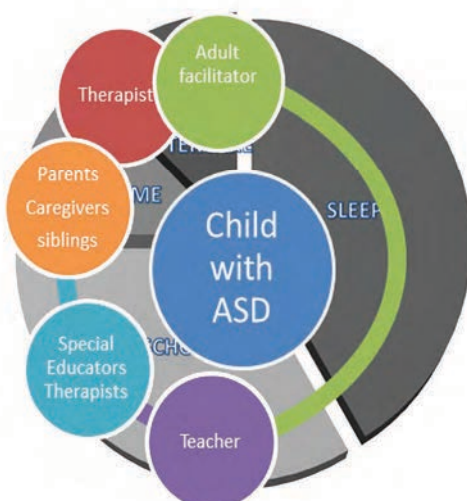 Adult
facilitator
Therapist
Parents
Caregivers
siblings
SLEEP
Child
with
ASD
Special
Educators
Therapists
Teacher